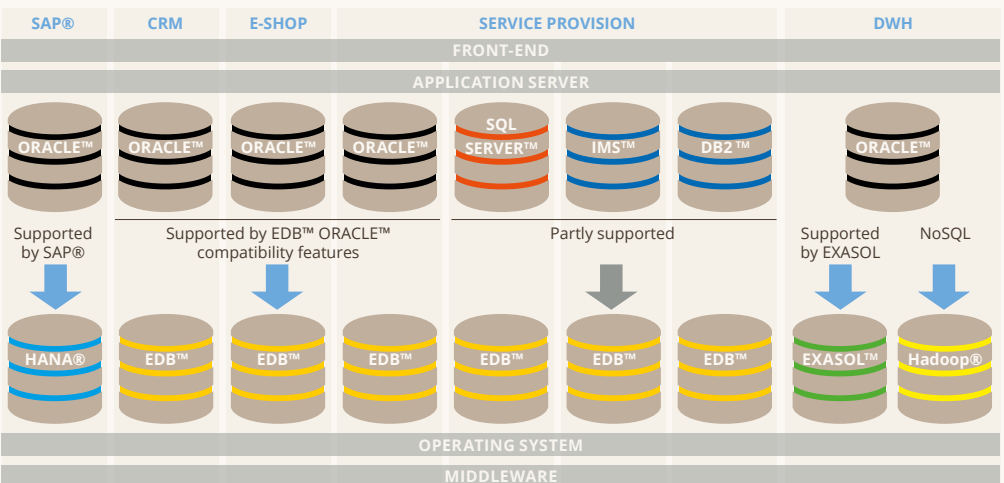 SAP®
CRM
E-SHOP
SERVICE PROVISION
DWH
FRONT-END
APPLICATION SERVER
ORACLE™
ORACLE™
ORACLE™
ORACLE™
SQL
SERVER™
IMS™
DB2 ™
ORACLE™
Supported
by SAP®
Supported by EDB™ ORACLE™
compatibility features
Partly supported
Supported
by EXASOL
NoSQL
HANA®
EDB™
EDB™
EDB™
EDB™
EDB™
EDB™
EXASOL™
Hadoop®
OPERATING SYSTEM
MIDDLEWARE